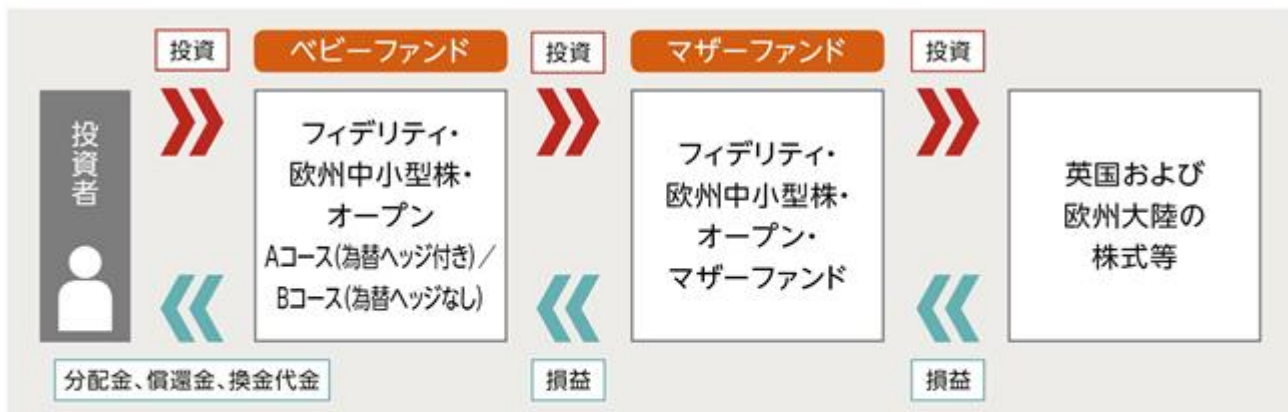 投資
ベビーファンド
投資
マザーファンド
投資
投資者
フィデリティ・
欧州中小型株・
オープン
Aコース(為替ヘッジ付き)／
Bコース(為替ヘッジなし)
フィデリティ・
欧州中小型株・
オープン・
マザーファンド
英国および
欧州大陸の
株式等
分配金、償還金、換金代金
損益
損益